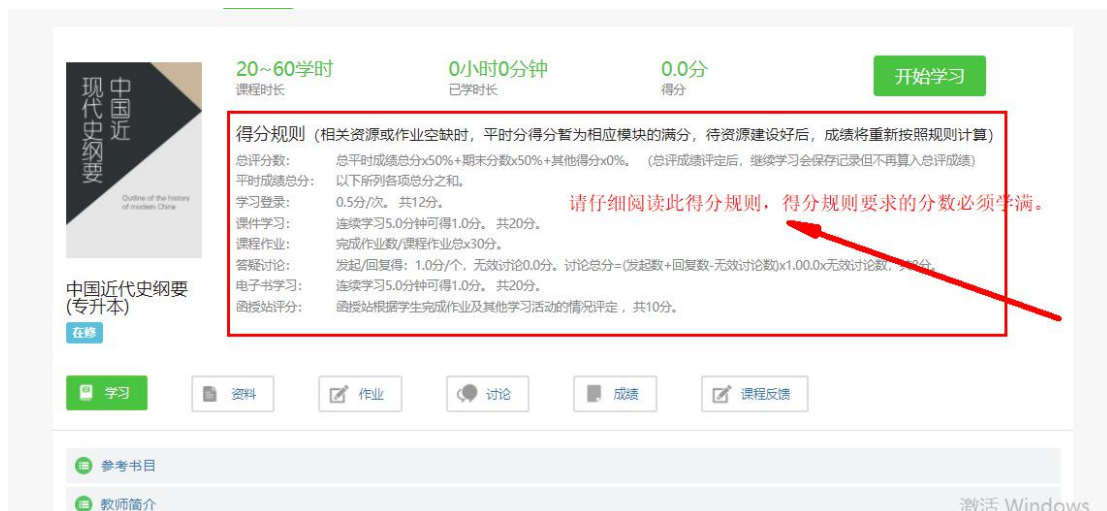 中国近
现代史纲要
Outline of the history
of modern China
20~60学时
课程时长
0小时0分钟
已学时长
0.0分
得分
开始学习
得分规则（相关资源或作业空缺时，平时分得分暂为相应模块的满分，待资源建设好后，成绩将重新按照规则计算）
总评分数： 总平时成绩总分x50%+期末分数x50%+其他得分x0%。 （总评成绩评定后，继续学习会保存记录但不再算入总评成绩）
平时成绩总分： 以下所列各项总分之和。
学习登录： 0.5分/次。 共12分。
请仔细阅读此得分规则，得分规则要求的分数必须学满。
课件学习： 连续学习5.0分钟可得1.0分。 共20分。
课程作业： 完成作业数/课程作业总x30分。
答疑讨论： 发起/回复得：1.0分/个，无效讨论0.0分。讨论总分=(发起数+回复数-无效讨论数)x1.00.0x无效讨论数，共8分。
电子书学习： 连续学习5.0分钟可得1.0分。 共20分。
函授站评分： 函授站根据学生完成作业及其他学习活动的情况评定 ，共10分。
中国近代史纲要
(专升本)
在修
学习
资料
作业
讨论
成绩
课程反馈
参考书目
教师简介
激活 Windows